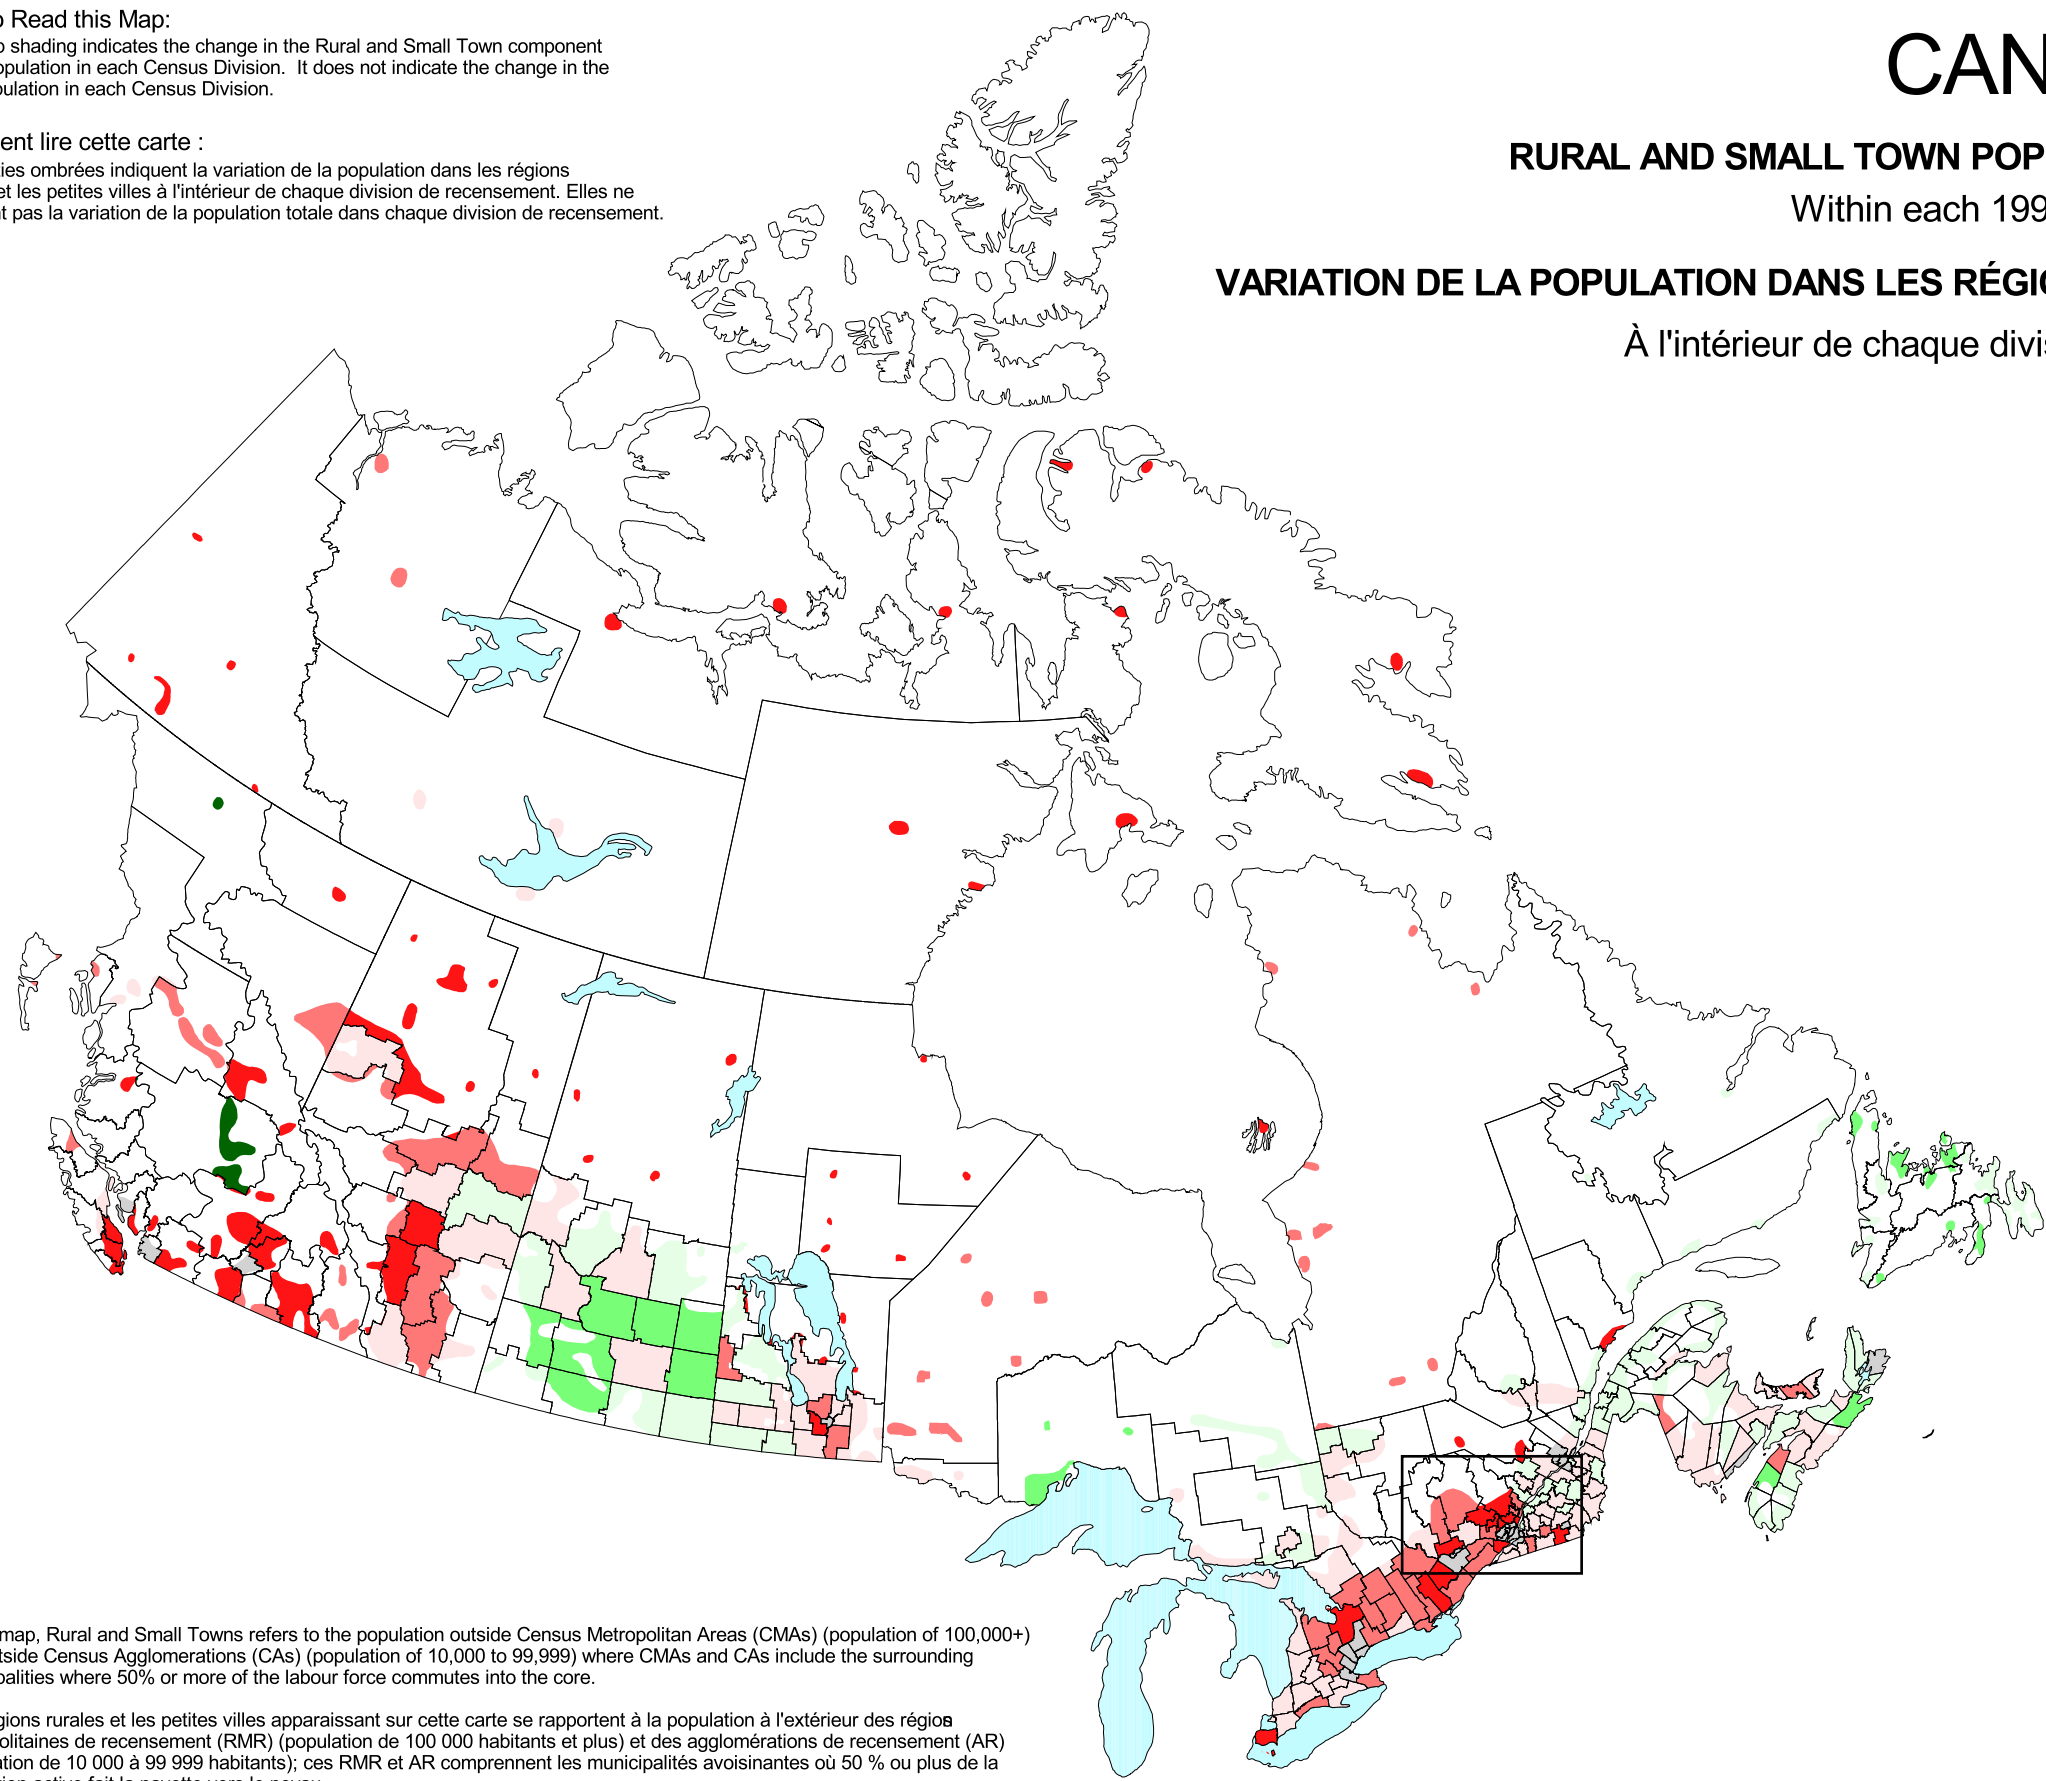 Read this Map:
shading indicates the change in the Rural and Small Town component
population in each Census Division. It does not indicate the change in the
in each Census Division.
lire cette carte :
ombrées indiquent la variation de la population dans les régions
et les petites villes à l'intérieur de chaque division de recensement. Elles ne
pas la variation de la population totale dans chaque division de recensement.
CAN
RURAL AND SMALL TOWN POP
Within each 199
VARIATION DE LA POPULATION DANS LES RÉGIO
À l'intérieur de chaque divis
map, Rural and Small Towns refers to the population outside Census Metropolitan Areas (CMAs) (population of 100,000+)
Census Agglomerations (CAs) (population of 10,000 to 99,999) where CMAs and CAs include the surrounding
where 50% or more of the labour force commutes into the core.
rurales et les petites villes apparaissant sur cette carte se rapportent à la population à l'extérieur des régions
de recensement (RMR) (population de 100 000 habitants et plus) et des agglomérations de recensement (AR)
de 10 000 à 99 999 habitants); ces RMR et AR comprennent les municipalités avoisinantes où 50 % ou plus de la